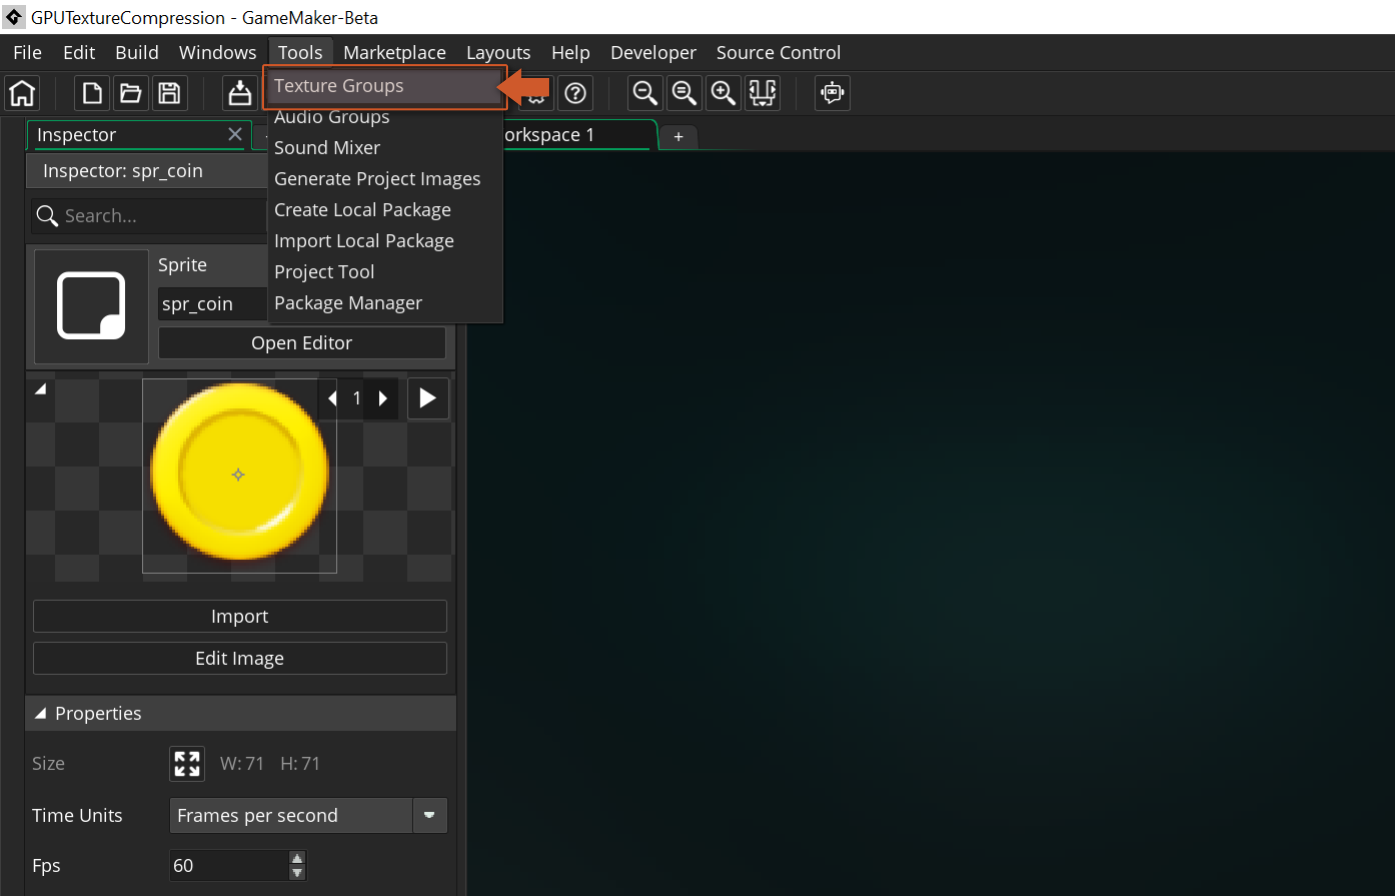 GPUTextureCompression - GameMaker-Beta
File Edit Build Windows Tools Marketplace Layouts Help Developer Source Control
Texture Groups
Audio Groups
Sound Mixer
Generate Project Images
Create Local Package
Import Local Package
Project Tool
Package Manager
Inspector
orkspace 1
+
Inspector: spr_coin
Search...
Sprite
spr_coin
Open Editor
1
Import
Edit Image
Properties
Size W: 71 H: 71
Time Units Frames per second
Fps 60